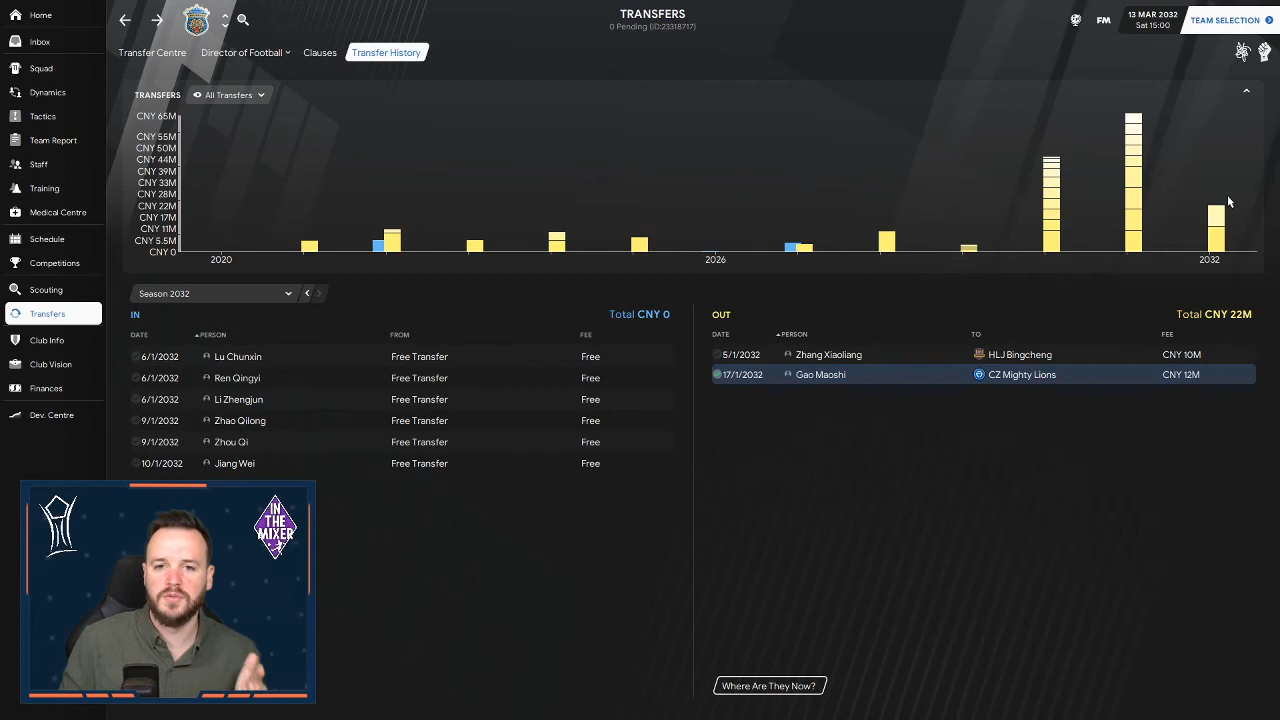 Home
TRANSFERS
0 Pending (ID:23318717)
FM
13 MAR 2032
Sat 15:00
TEAM SELECTION
Inbox
Squad
Dynamics
Tactics
Team Report
Staff
Training
Medical Centre
Schedule
Competitions
Scouting
Transfers
Club Info
Club Vision
Finances
Dev. Centre
Transfer Centre
Director of Football
Clauses
Transfer History
TRANSFERS
All Transfers
CNY 65M
CNY 55M
CNY 50M
CNY 44M
CNY 39M
CNY 33M
CNY 28M
CNY 22M
CNY 17M
CNY 11M
CNY 5.5M
CNY 0
2020
2026
2032
Season 2032
IN
Total CNY 0
DATE PERSON FROM FEE
6/1/2032 Lu Chunxin Free Transfer Free
6/1/2032 Ren Qingyi Free Transfer Free
6/1/2032 Li Zhengjun Free Transfer Free
9/1/2032 Zhao Qilong Free Transfer Free
9/1/2032 Zhou Qi Free Transfer Free
10/1/2032 Jiang Wei Free Transfer Free
OUT
Total CNY 22M
DATE PERSON TO FEE
5/1/2032 Zhang Xiaoliang HLJ Bingcheng CNY 10M
17/1/2032 Gao Maoshi CZ Mighty Lions CNY 12M
Where Are They Now?
IN
THE
MIXER